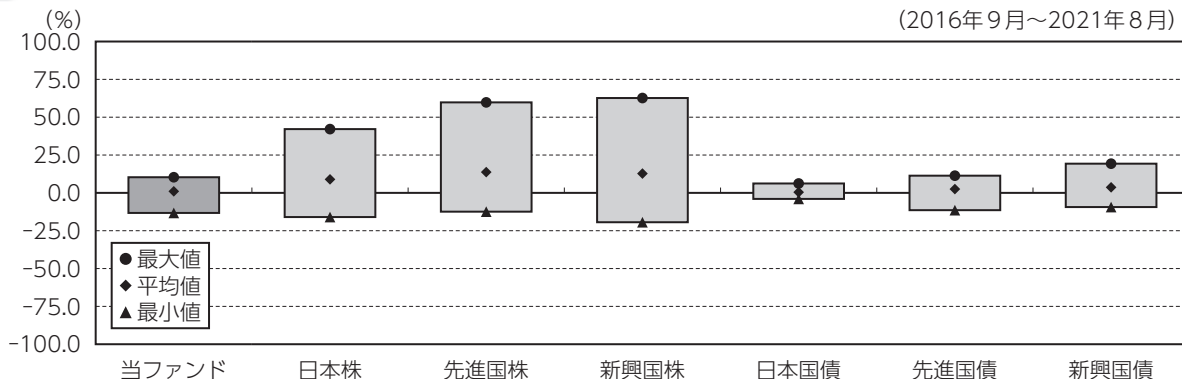 (%)
(2016年9月～2021年8月)
100.0
75.0
50.0
25.0
0.0
-25.0
-50.0
-75.0
-100.0
●最大値
◆平均値
▲最小値
当ファンド 日本株 先進国株 新興国株 日本国債 先進国債 新興国債